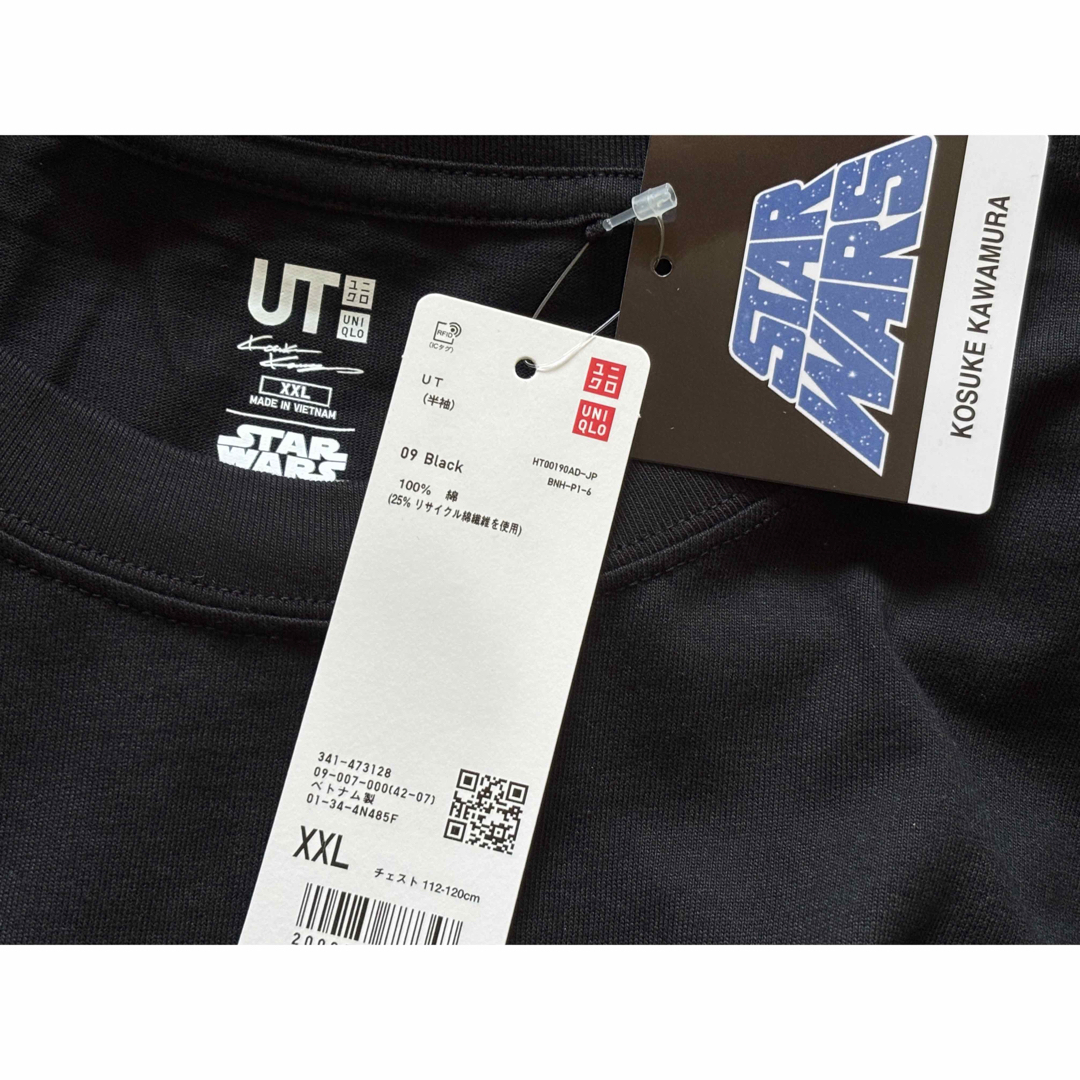 UT
ユニ
クロ
UNI
QLO
XXL
MADE IN VIETNAM
STAR
WARS
RFID
(ICタグ)
UT
(半袖)
ユニ
クロ
UNI
QLO
09 Black
HT00190AD-JP
BNH-P1-6
100% 綿
(25% リサイクル綿繊維を使用)
341-473128
09-007-000(42-07)
ベトナム製
01-34-4N485F
XXL
チェスト 112-120cm
STAR
WARS
KOSUKE KAWAMURA